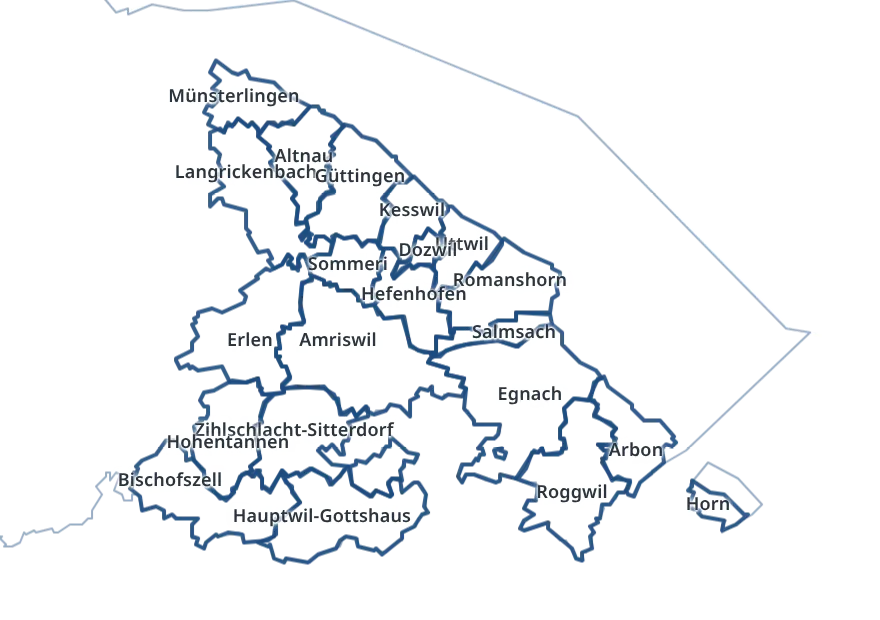 Münsterlingen
Altnau
Langrickenbach
Güttingen
Kesswil
Uttwil
Dozwil
Sommeri
Romanshorn
Hefenhofen
Salmsach
Erlen
Amriswil
Egnach
Zihlschlacht-Sitterdorf
Hohentannen
Arbon
Bischofszell
Roggwil
Horn
Hauptwil-Gottshaus